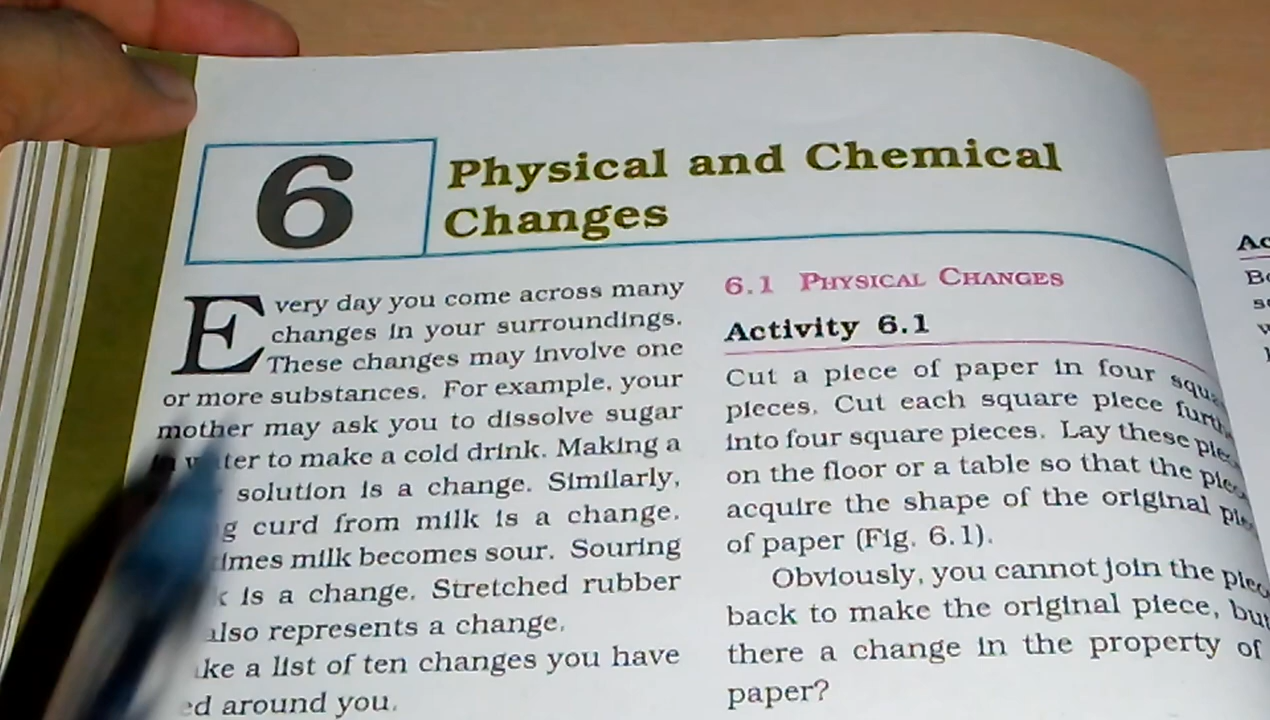 6
Physical and Chemical
Changes
Every day you come across many
changes in your surroundings.
These changes may involve one
or more substances. For example, your
mother may ask you to dissolve sugar
to make a cold drink. Making a
solution is a change. Similarly,
curd from milk is a change.
milk becomes sour. Souring
is a change. Stretched rubber
also represents a change.
a list of ten changes you have
around you.
6.1 PHYSICAL CHANGES
Activity 6.1
Cut a piece of paper in four
pieces. Cut each square piece
into four square pieces. Lay these
on the floor or a table so that the
acquire the shape of the original
of paper (Fig. 6.1).
Obviously, you cannot join the
back to make the original piece, but
there a change in the property of
paper?